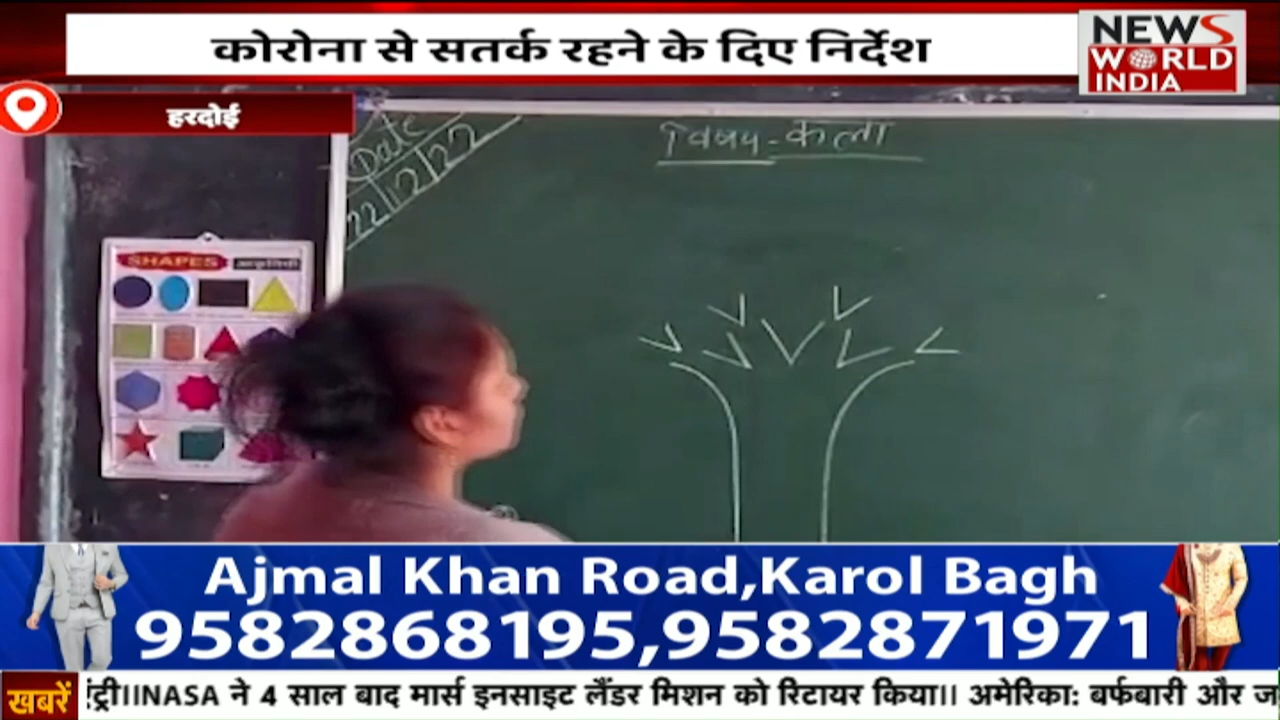 कोरोना से सतर्क रहने के दिए निर्देश
NEWS
WORLD
INDIA
हरदोई
Date
22/12/22
विषय-कला
SHAPES आकृतियाँ
Ajmal Khan Road,Karol Bagh
9582868195,9582871971
खबरें
ट्री।।NASA ने 4 साल बाद मार्स इनसाइट लैंडर मिशन को रिटायर किया।। अमेरिका: बर्फबारी और ज